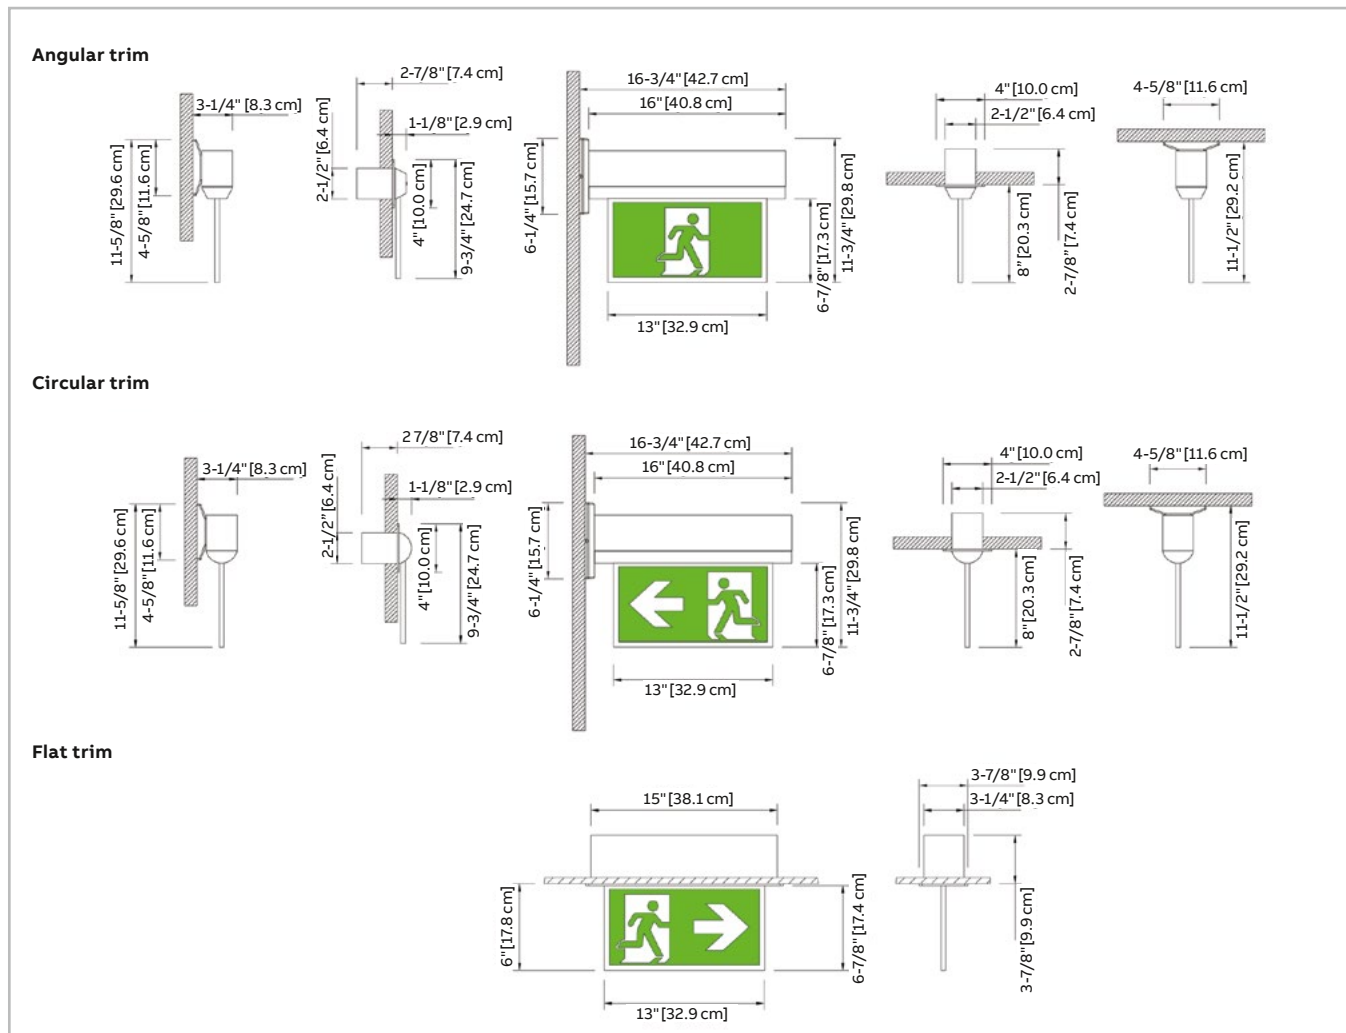 Angular trim
3-1/4" [8.3 cm]
11-5/8" [29.6 cm]
4-5/8" [11.6 cm]
2-7/8" [7.4 cm]
1-1/8" [2.9 cm]
2-1/2" [6.4 cm]
4" [10.0 cm]
9-3/4" [24.7 cm]
16-3/4" [42.7 cm]
16" [40.8 cm]
6-1/4" [15.7 cm]
6-7/8" [17.3 cm]
11-3/4" [29.8 cm]
13" [32.9 cm]
4" [10.0 cm]
2-1/2" [6.4 cm]
8" [20.3 cm]
2-7/8" [7.4 cm]
4-5/8" [11.6 cm]
11-1/2" [29.2 cm]
Circular trim
3-1/4" [8.3 cm]
11-5/8" [29.6 cm]
4-5/8" [11.6 cm]
2 7/8" [7.4 cm]
1-1/8" [2.9 cm]
2-1/2" [6.4 cm]
4" [10.0 cm]
9-3/4" [24.7 cm]
16-3/4" [42.7 cm]
16" [40.8 cm]
6-1/4" [15.7 cm]
6-7/8" [17.3 cm]
11-3/4" [29.8 cm]
13" [32.9 cm]
4" [10.0 cm]
2-1/2" [6.4 cm]
8" [20.3 cm]
2-7/8" [7.4 cm]
4-5/8" [11.6 cm]
11-1/2" [29.2 cm]
Flat trim
15" [38.1 cm]
6" [17.8 cm]
6-7/8" [17.4 cm]
13" [32.9 cm]
3-7/8" [9.9 cm]
3-1/4" [8.3 cm]
3-7/8" [9.9 cm]